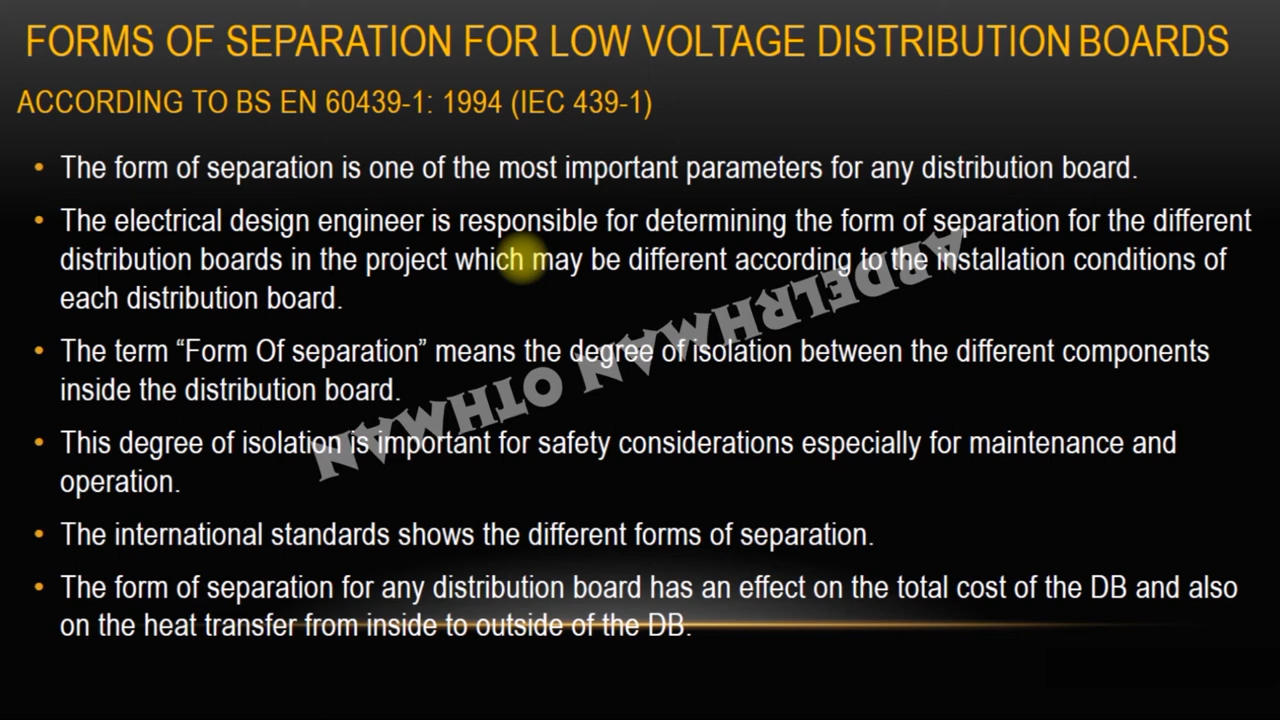 FORMS OF SEPARATION FOR LOW VOLTAGE DISTRIBUTION BOARDS
ACCORDING TO BS EN 60439-1: 1994 (IEC 439-1)
• The form of separation is one of the most important parameters for any distribution board.
• The electrical design engineer is responsible for determining the form of separation for the different
distribution boards in the project which may be different according to the installation conditions of
each distribution board.
• The term “Form Of separation” means the degree of isolation between the different components
inside the distribution board.
• This degree of isolation is important for safety considerations especially for maintenance and
operation.
• The international standards shows the different forms of separation.
• The form of separation for any distribution board has an effect on the total cost of the DB and also
on the heat transfer from inside to outside of the DB.
ABDELRHMAN OTHMAN